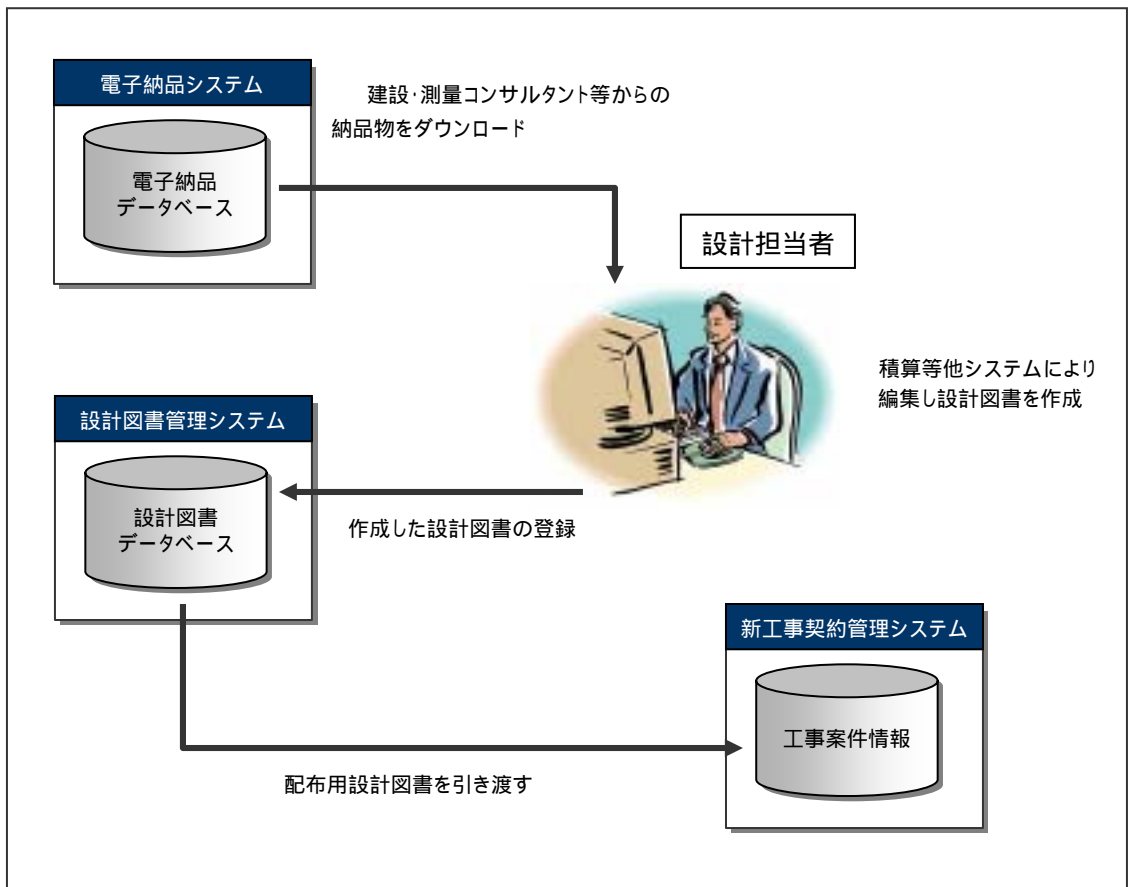 電子納品システム
電子納品
データベース
建設・測量コンサルタント等からの
納品物をダウンロード
設計担当者
積算等他システムにより
編集し設計図書を作成
設計図書管理システム
設計図書
データベース
作成した設計図書の登録
新工事契約管理システム
工事案件情報
配布用設計図書を引き渡す